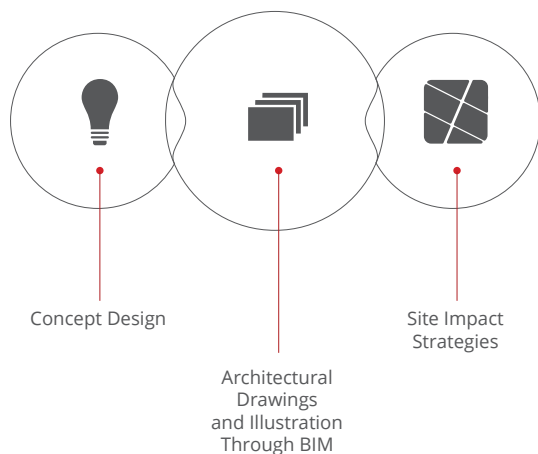 Concept Design
Architectural
Drawings
and Illustration
Through BIM
Site Impact
Strategies